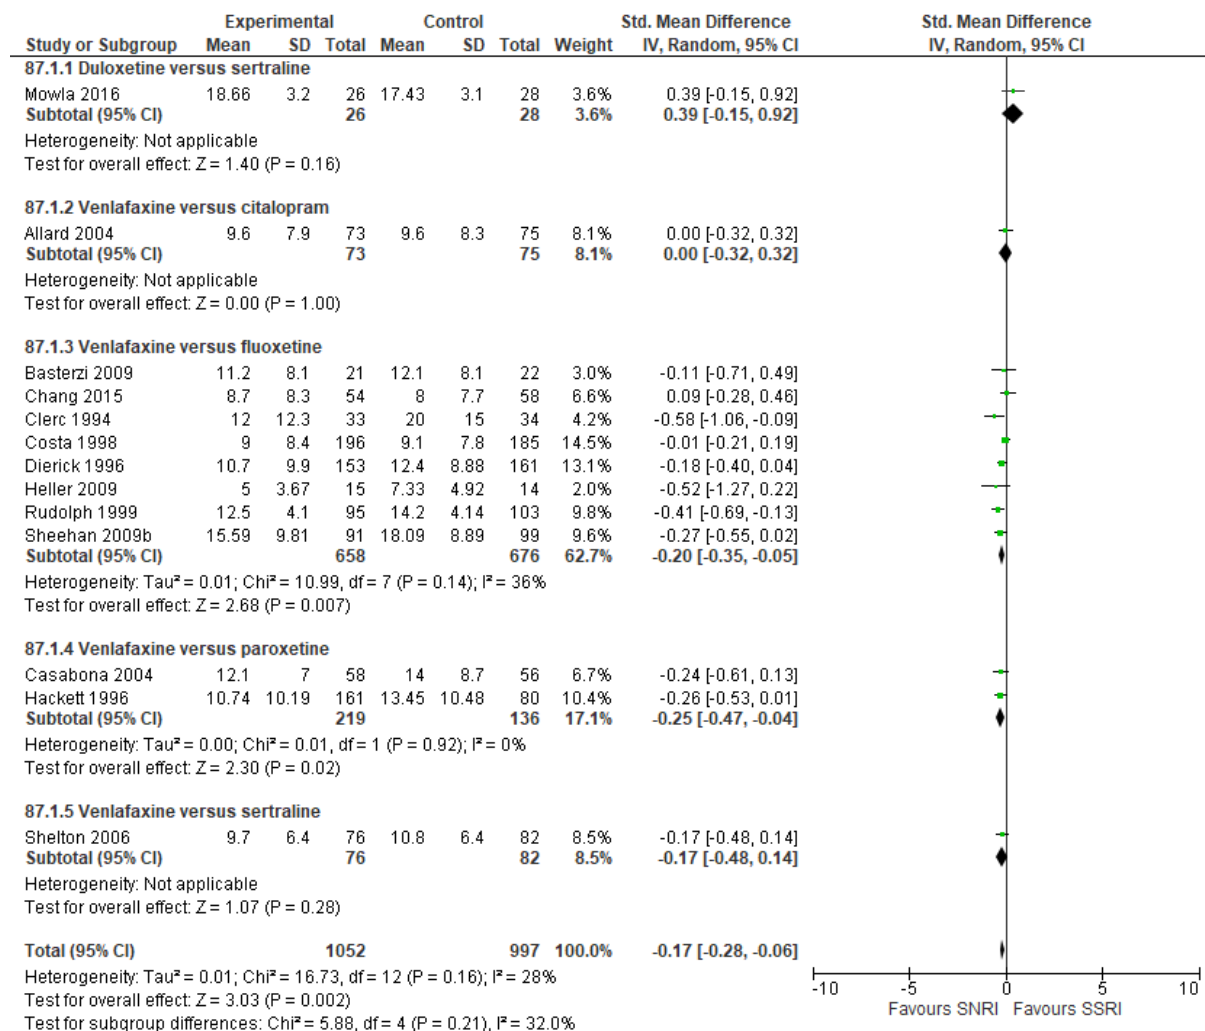 Experimental Control Std. Mean Difference Std. Mean Difference
Study or Subgroup Mean SD Total Mean SD Total Weight IV, Random, 95% CI IV, Random, 95% CI
87.1.1 Duloxetine versus sertraline
Mowla 2016 18.66 3.2 26 17.43 3.1 28 3.6% 0.39 [-0.15, 0.92]
Subtotal (95% CI) 26 28 3.6% 0.39 [-0.15, 0.92]
Heterogeneity: Not applicable
Test for overall effect: Z = 1.40 (P = 0.16)
87.1.2 Venlafaxine versus citalopram
Allard 2004 9.6 7.9 73 9.6 8.3 75 8.1% 0.00 [-0.32, 0.32]
Subtotal (95% CI) 73 75 8.1% 0.00 [-0.32, 0.32]
Heterogeneity: Not applicable
Test for overall effect: Z = 0.00 (P = 1.00)
87.1.3 Venlafaxine versus fluoxetine
Basterzi 2009 11.2 8.1 21 12.1 8.1 22 3.0% -0.11 [-0.71, 0.49]
Chang 2015 8.7 8.3 54 8 7.7 58 6.6% 0.09 [-0.28, 0.46]
Clerc 1994 12 12.3 33 20 15 34 4.2% -0.58 [-1.06, -0.09]
Costa 1998 9 8.4 196 9.1 7.8 185 14.5% -0.01 [-0.21, 0.19]
Dierick 1996 10.7 9.9 153 12.4 8.88 161 13.1% -0.18 [-0.40, 0.04]
Heller 2009 5 3.67 15 7.33 4.92 14 2.0% -0.52 [-1.27, 0.22]
Rudolph 1999 12.5 4.1 95 14.2 4.14 103 9.8% -0.41 [-0.69, -0.13]
Sheehan 2009b 15.59 9.81 91 18.09 8.89 99 9.6% -0.27 [-0.55, 0.02]
Subtotal (95% CI) 658 676 62.7% -0.20 [-0.35, -0.05]
Heterogeneity: Tau² = 0.01; Chi² = 10.99, df = 7 (P = 0.14); I² = 36%
Test for overall effect: Z = 2.68 (P = 0.007)
87.1.4 Venlafaxine versus paroxetine
Casabona 2004 12.1 7 58 14 8.7 56 6.7% -0.24 [-0.61, 0.13]
Hackett 1996 10.74 10.19 161 13.45 10.48 80 10.4% -0.26 [-0.53, 0.01]
Subtotal (95% CI) 219 136 17.1% -0.25 [-0.47, -0.04]
Heterogeneity: Tau² = 0.00; Chi² = 0.01, df = 1 (P = 0.92); I² = 0%
Test for overall effect: Z = 2.30 (P = 0.02)
87.1.5 Venlafaxine versus sertraline
Shelton 2006 9.7 6.4 76 10.8 6.4 82 8.5% -0.17 [-0.48, 0.14]
Subtotal (95% CI) 76 82 8.5% -0.17 [-0.48, 0.14]
Heterogeneity: Not applicable
Test for overall effect: Z = 1.07 (P = 0.28)
Total (95% CI) 1052 997 100.0% -0.17 [-0.28, -0.06]
Heterogeneity: Tau² = 0.01; Chi² = 16.73, df = 12 (P = 0.16); I² = 28%
Test for overall effect: Z = 3.03 (P = 0.002)
Test for subgroup differences: Chi² = 5.88, df = 4 (P = 0.21), I² = 32.0%
-10 -5 0 5 10
Favours SNRI Favours SSRI